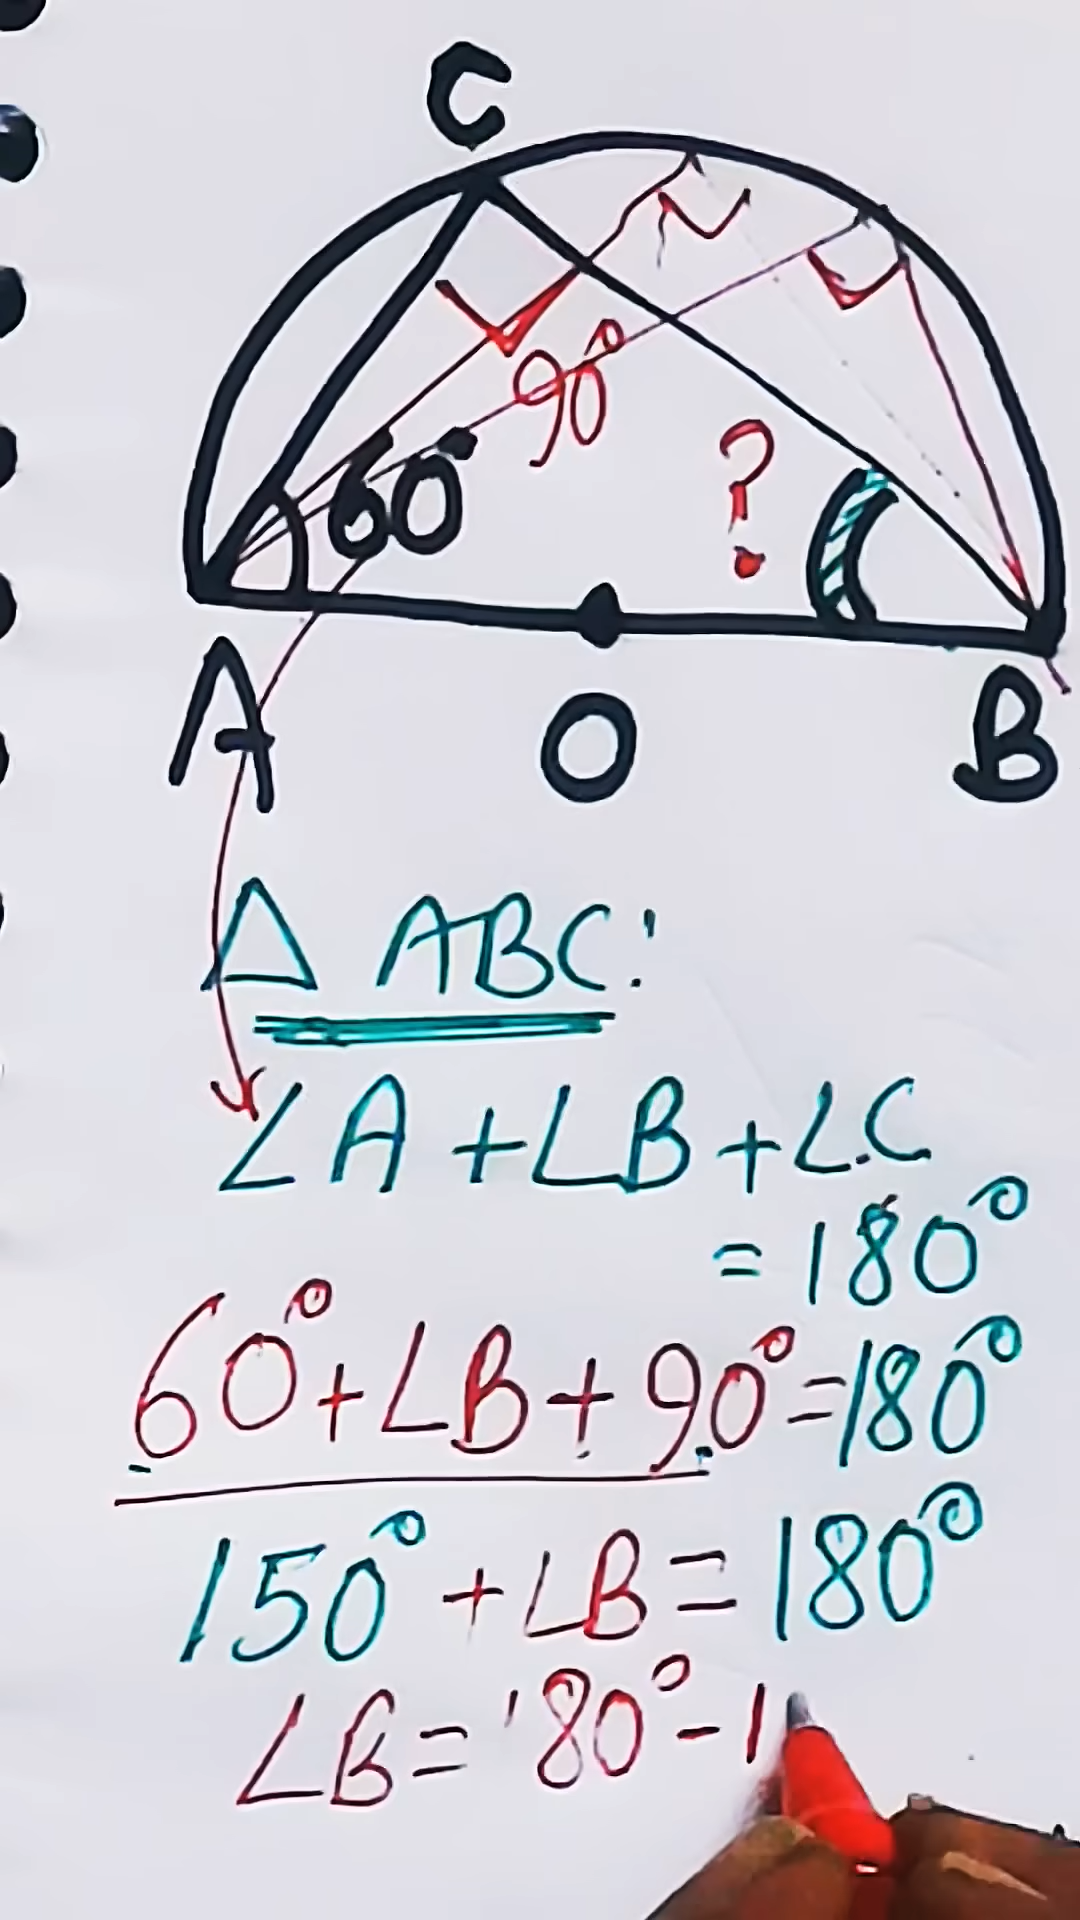 C
90°
60°
?
A O B
Δ ABC:
∠A + ∠B + ∠C
= 180°
60° + ∠B + 90° = 180°
150° + ∠B = 180°
∠B = 180° - 1